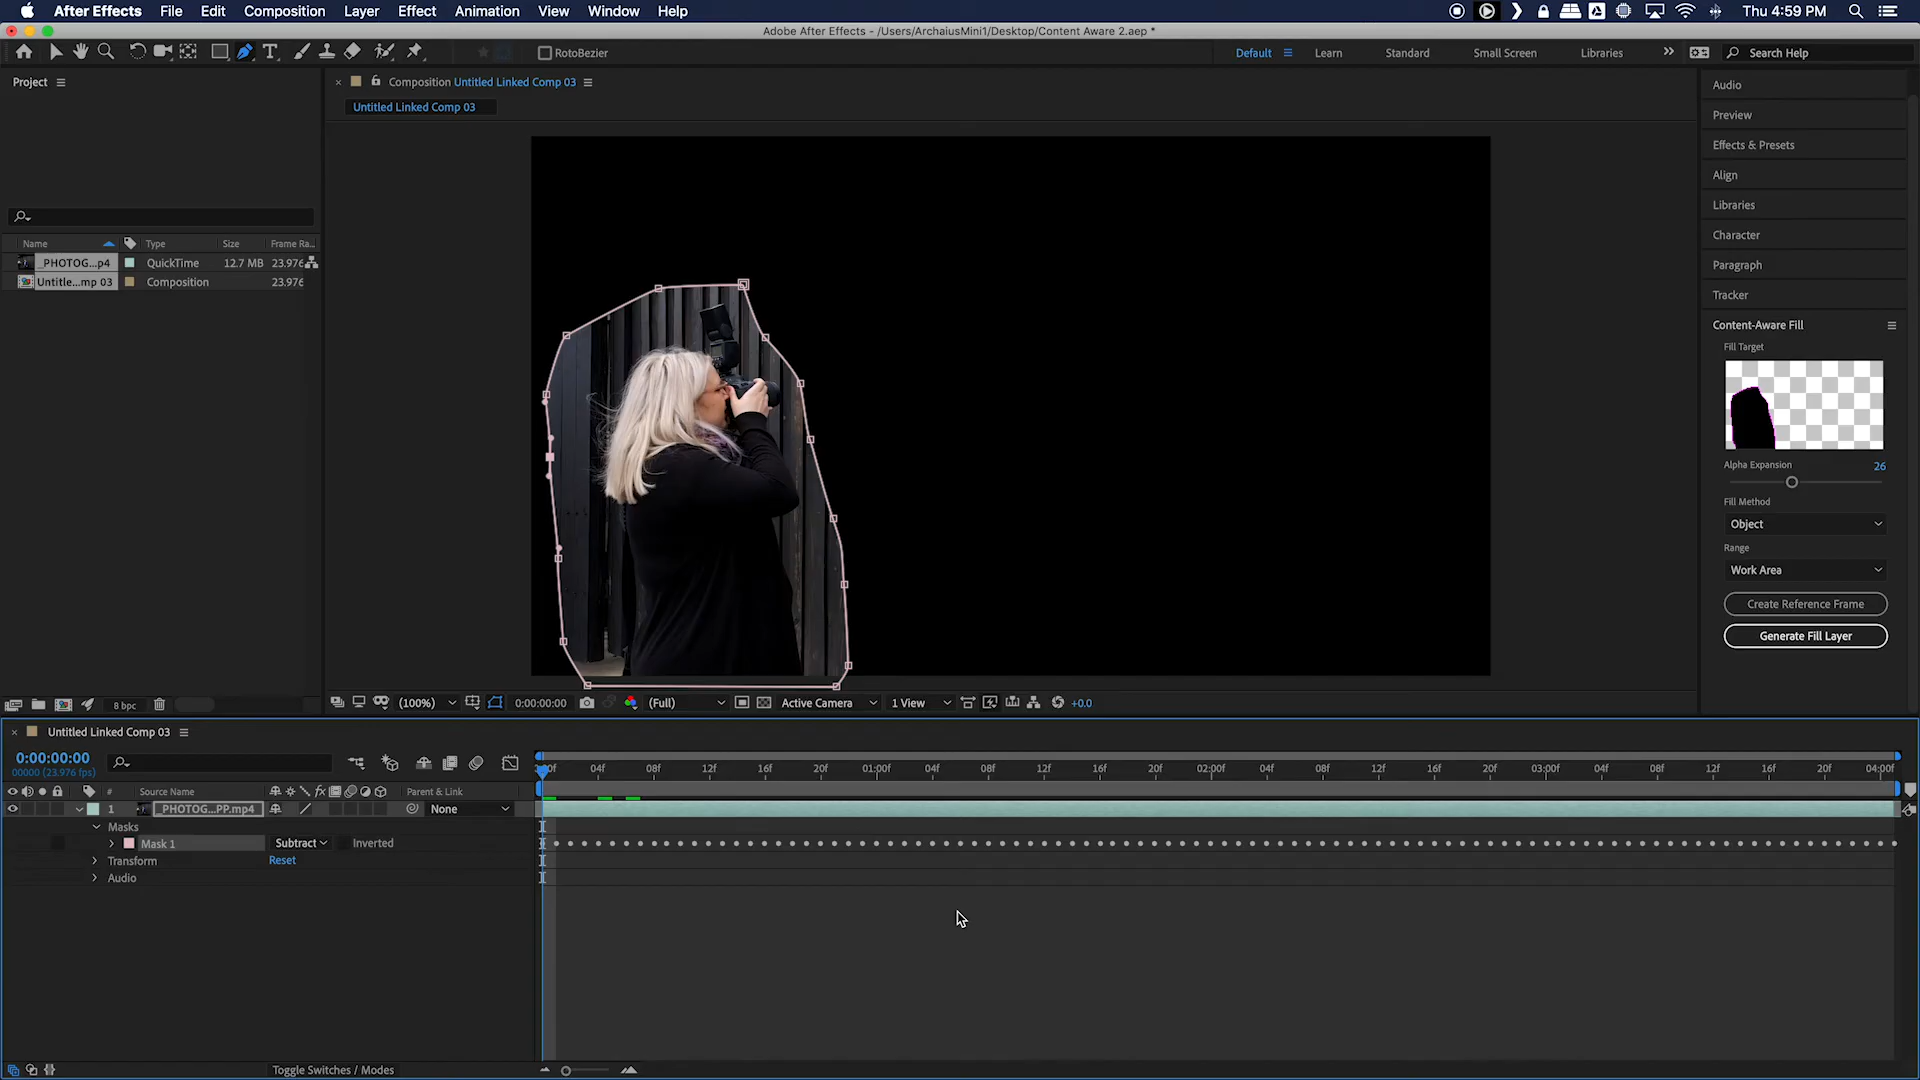 After Effects File Edit Composition Layer Effect Animation View Window Help
Thu 4:59 PM
Adobe After Effects - /Users/ArchaiusMini1/Desktop/Content Aware 2.aep *
RotoBezier
Default Learn Standard Small Screen Libraries Search Help
Project
Composition Untitled Linked Comp 03
Untitled Linked Comp 03
Name Type Size Frame Ra...
_PHOTOG...p4 QuickTime 12.7 MB 23.976
Untitle...mp 03 Composition 23.976
8 bpc
(100%) 0:00:00:00 (Full) Active Camera 1 View +0.0
Audio
Preview
Effects & Presets
Align
Libraries
Character
Paragraph
Tracker
Content-Aware Fill
Fill Target
Alpha Expansion 26
Fill Method
Object
Range
Work Area
Create Reference Frame
Generate Fill Layer
Untitled Linked Comp 03
0:00:00:00
00000 (23.976 fps)
04f 08f 12f 16f 20f 01:00f 04f 08f 12f 16f 20f 02:00f 04f 08f 12f 16f 20f 03:00f 04f 08f 12f 16f 20f 04:00f
# Source Name Parent & Link
1 _PHOTOG...PP.mp4 None
Masks
Mask 1 Subtract Inverted
Transform Reset
Audio
Toggle Switches / Modes